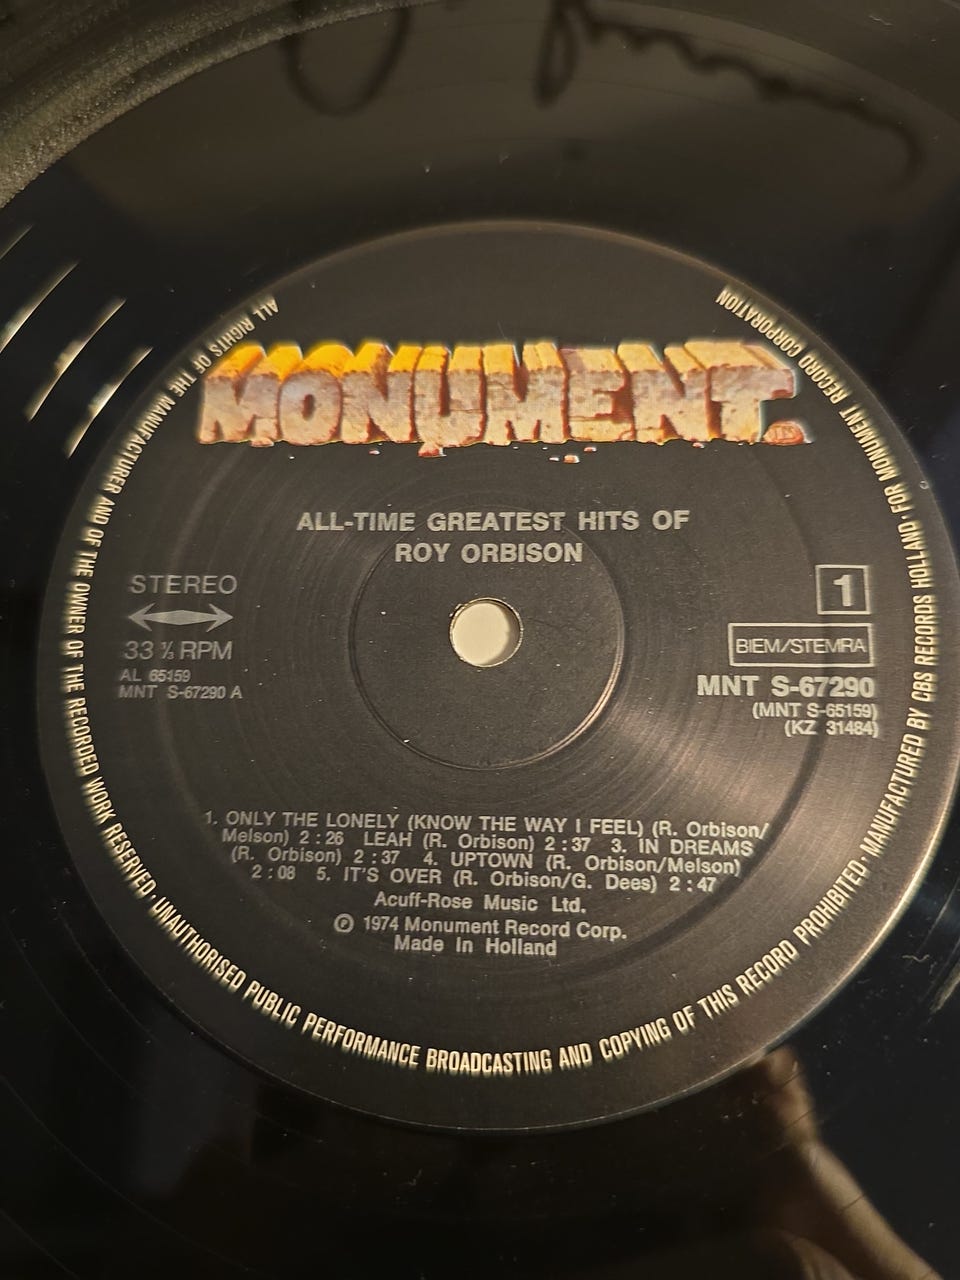 MONUMENT.
ALL-TIME GREATEST HITS OF
ROY ORBISON
STEREO
33 ⅓ RPM
AL 65159
MNT S-67290 A
1
BIEM/STEMRA
MNT S-67290
(MNT S-65159)
(KZ 31484)
1. ONLY THE LONELY (KNOW THE WAY I FEEL) (R. Orbison/
Melson) 2 : 26 LEAH (R. Orbison) 2 : 37 3. IN DREAMS
(R. Orbison) 2 : 37 4. UPTOWN (R. Orbison/Melson)
2 : 08 5. IT'S OVER (R. Orbison/G. Dees) 2 : 47
Acuff-Rose Music Ltd.
℗ 1974 Monument Record Corp.
Made In Holland
ALL RIGHTS OF THE MANUFACTURER AND OF THE OWNER OF THE RECORDED WORK RESERVED · UNAUTHORISED PUBLIC PERFORMANCE BROADCASTING AND COPYING OF THIS RECORD PROHIBITED · MANUFACTURED BY CBS RECORDS HOLLAND · FOR MONUMENT RECORD CORPORATION